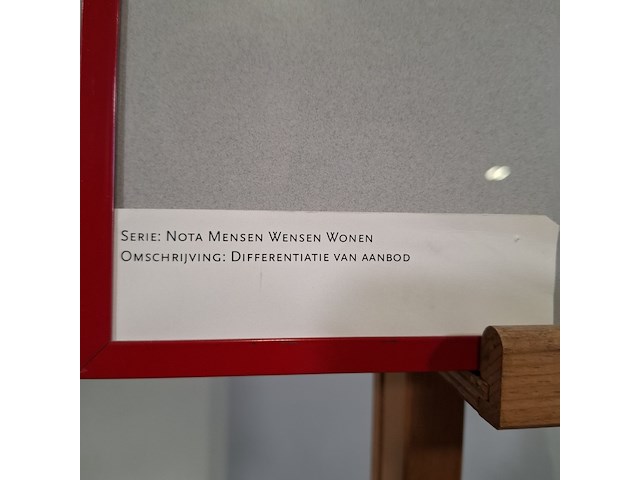 Serie: Nota Mensen Wensen Wonen
Omschrijving: Differentiatie van aanbod